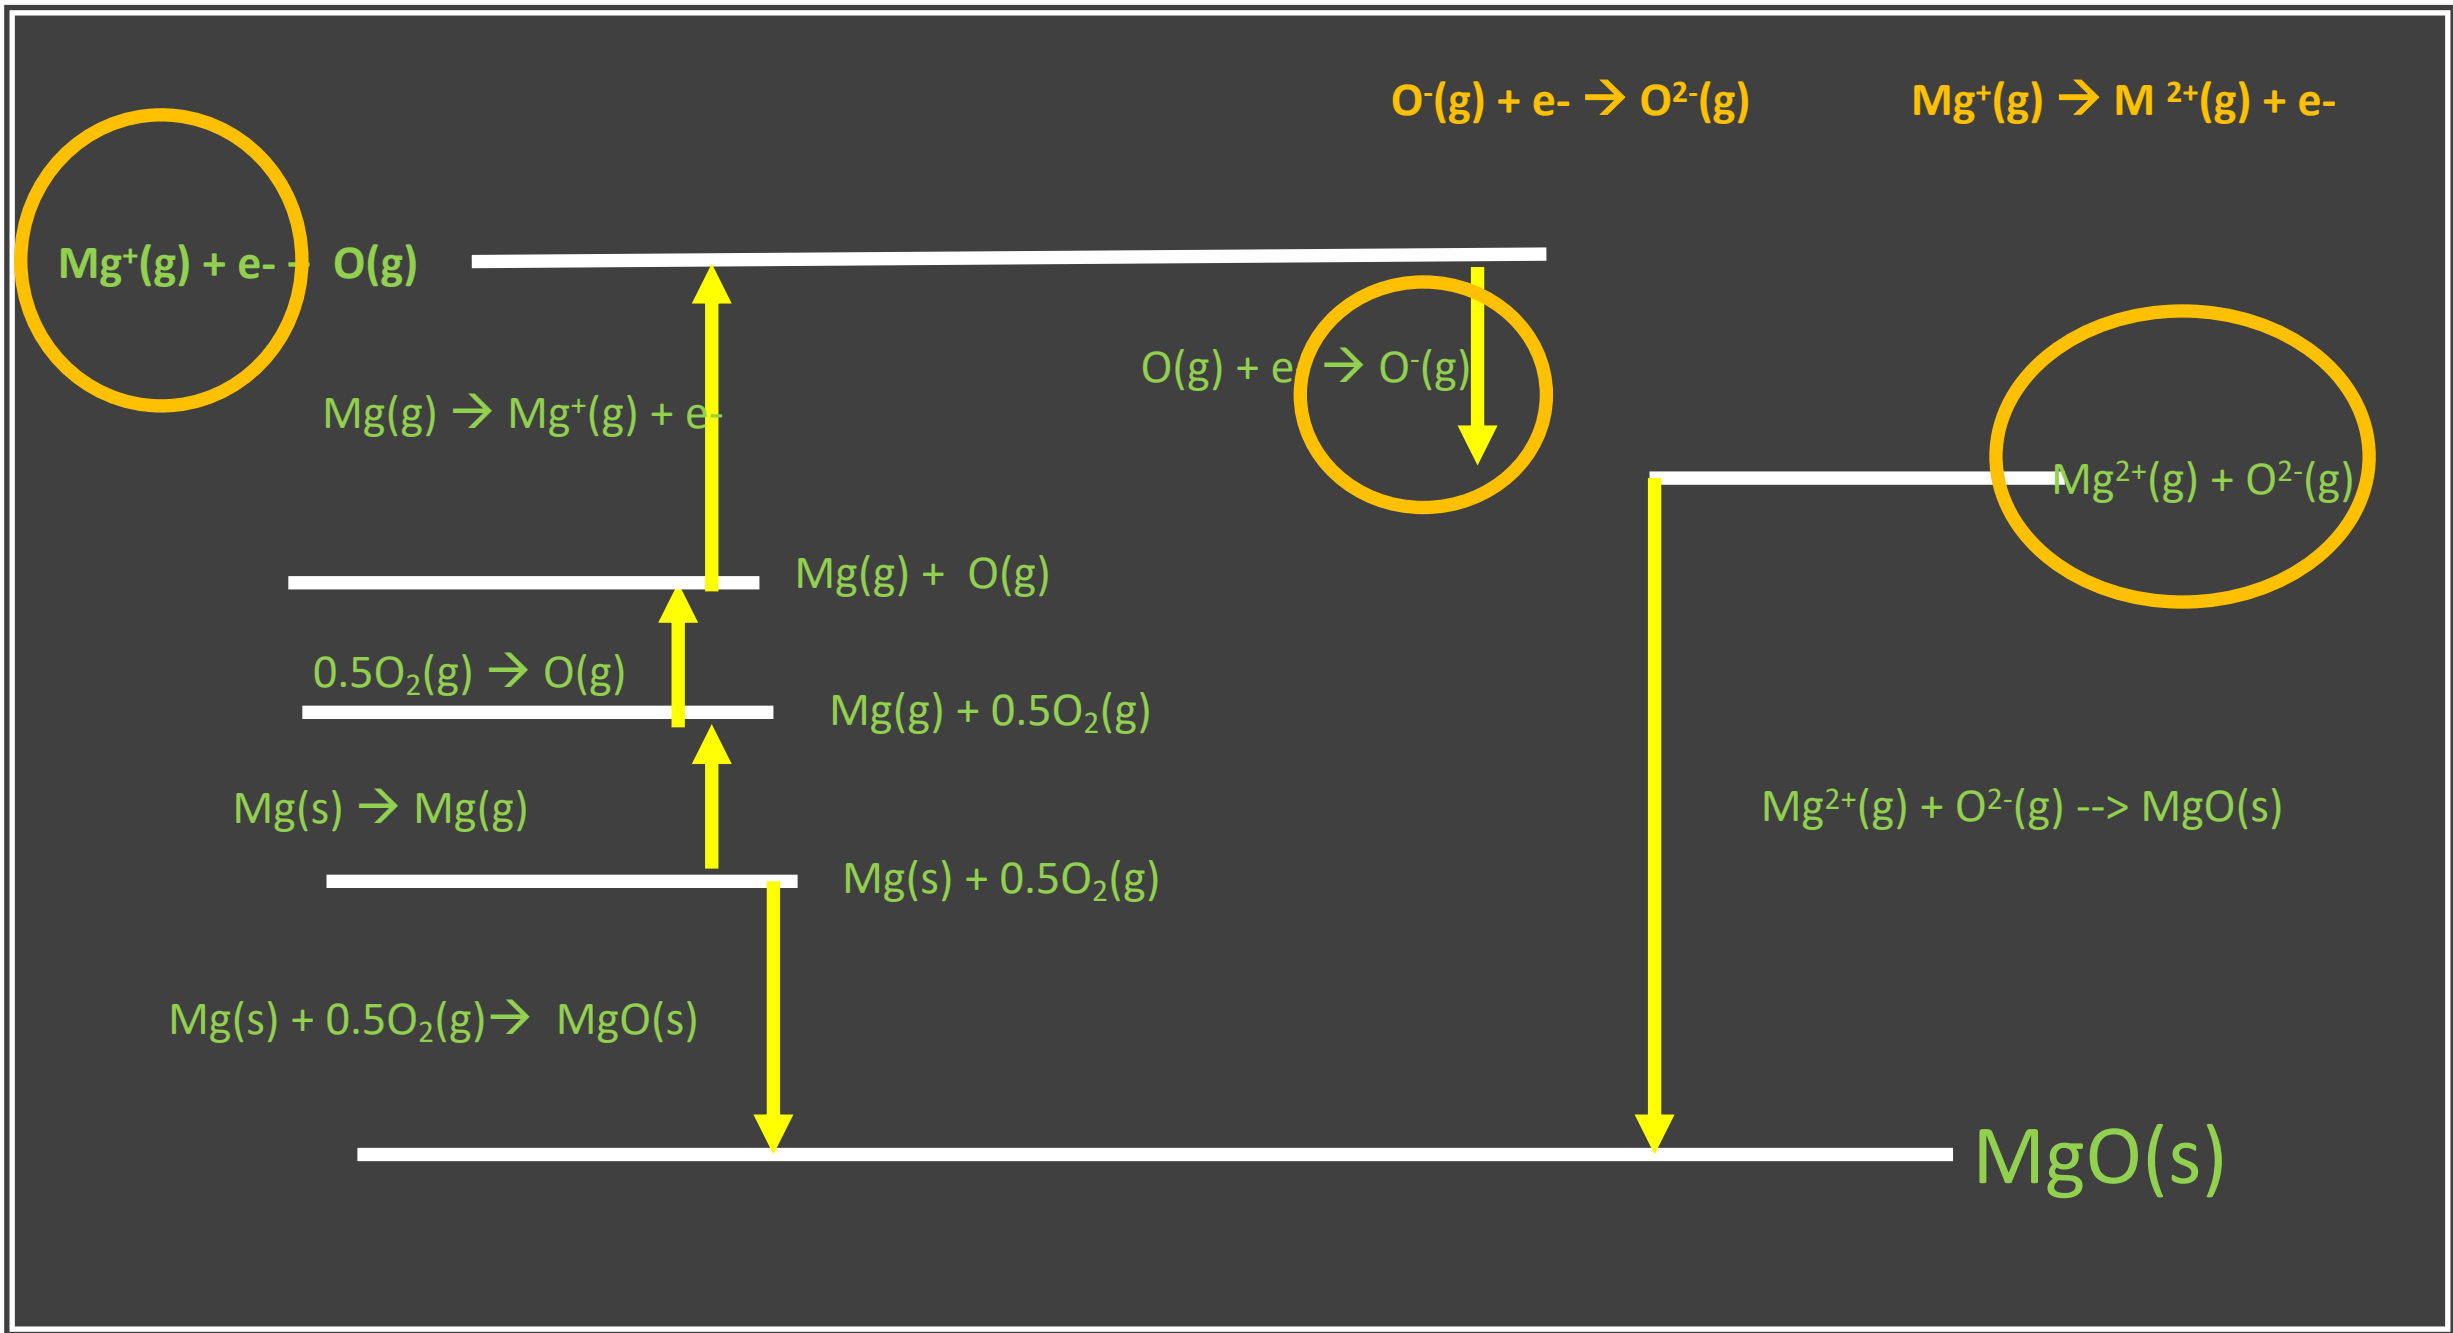 O⁻(g) + e- → O²⁻(g)
Mg⁺(g) → M ²⁺(g) + e-
Mg⁺(g) + e- + O(g)
O(g) + e- → O⁻(g)
Mg(g) → Mg⁺(g) + e-
Mg²⁺(g) + O²⁻(g)
Mg(g) + O(g)
0.5O₂(g) → O(g)
Mg(g) + 0.5O₂(g)
Mg(s) → Mg(g)
Mg²⁺(g) + O²⁻(g) --> MgO(s)
Mg(s) + 0.5O₂(g)
Mg(s) + 0.5O₂(g)→ MgO(s)
MgO(s)